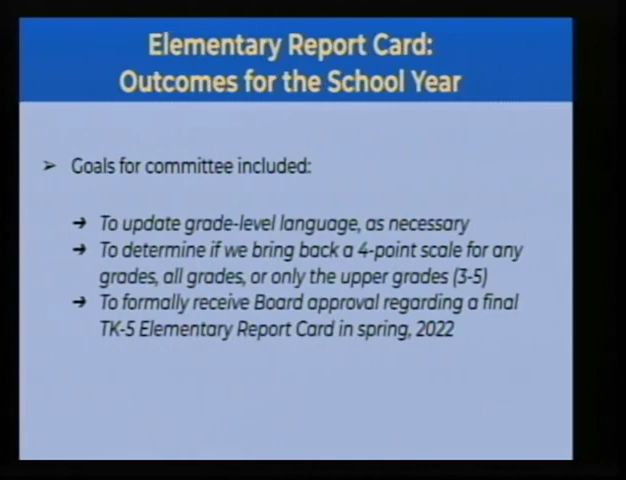 Elementary Report Card:
Outcomes for the School Year
➢ Goals for committee included:
→ To update grade-level language, as necessary
→ To determine if we bring back a 4-point scale for any
grades, all grades, or only the upper grades (3-5)
→ To formally receive Board approval regarding a final
TK-5 Elementary Report Card in spring, 2022